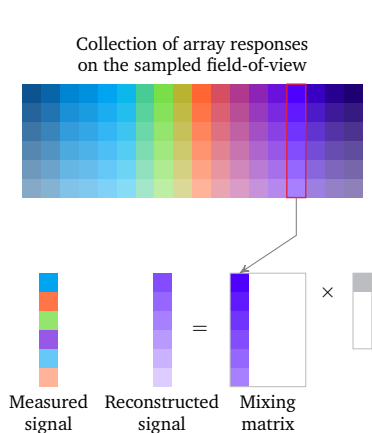 Collection of array responses
on the sampled field-of-view
×
=
Measured
signal
Reconstructed
signal
Mixing
matrix